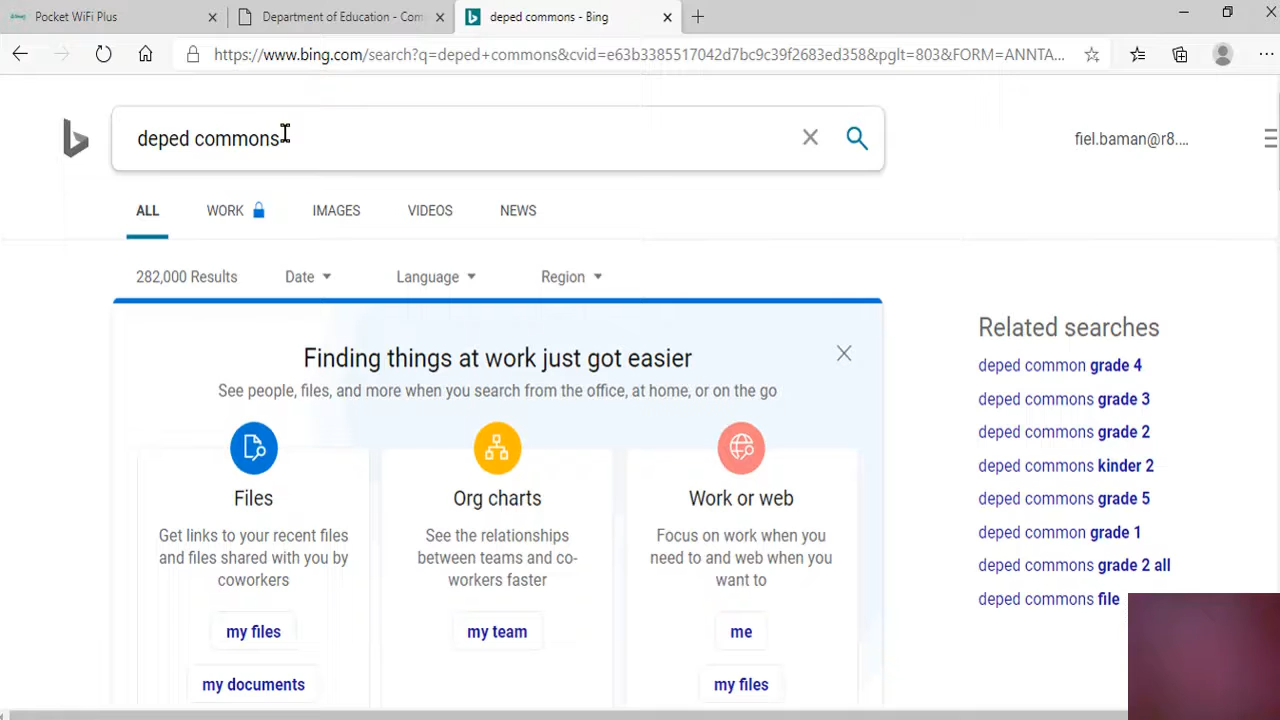 Pocket WiFi Plus
Department of Education - Com
deped commons - Bing
https://www.bing.com/search?q=deped+commons&cvid=e63b3385517042d7bc9c39f2683ed358&pglt=803&FORM=ANNTA...
deped commons
fiel.baman@r8....
ALL WORK IMAGES VIDEOS NEWS
282,000 Results Date Language Region
Finding things at work just got easier
See people, files, and more when you search from the office, at home, or on the go
Files
Get links to your recent files
and files shared with you by
coworkers
my files
my documents
Org charts
See the relationships
between teams and co-
workers faster
my team
Work or web
Focus on work when you
need to and web when you
want to
me
my files
Related searches
deped common grade 4
deped commons grade 3
deped commons grade 2
deped commons kinder 2
deped commons grade 5
deped common grade 1
deped commons grade 2 all
deped commons file